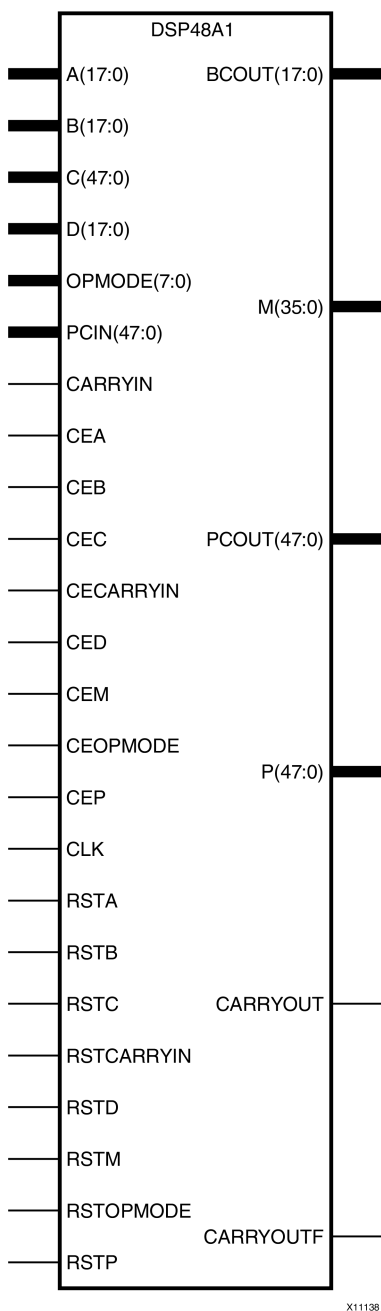 DSP48A1
A(17:0)
BCOUT(17:0)
B(17:0)
C(47:0)
D(17:0)
OPMODE(7:0)
M(35:0)
PCIN(47:0)
CARRYIN
CEA
CEB
CEC
PCOUT(47:0)
CECARRYIN
CED
CEM
CEOPMODE
P(47:0)
CEP
CLK
RSTA
RSTB
RSTC
CARRYOUT
RSTCARRYIN
RSTD
RSTM
RSTOPMODE
CARRYOUTF
RSTP
X11138